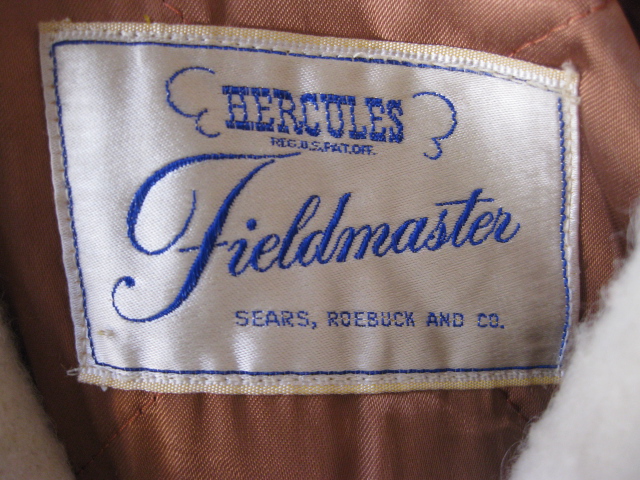 HERCULES
REG.U.S.PAT.OFF.
Fieldmaster
SEARS, ROEBUCK AND CO.